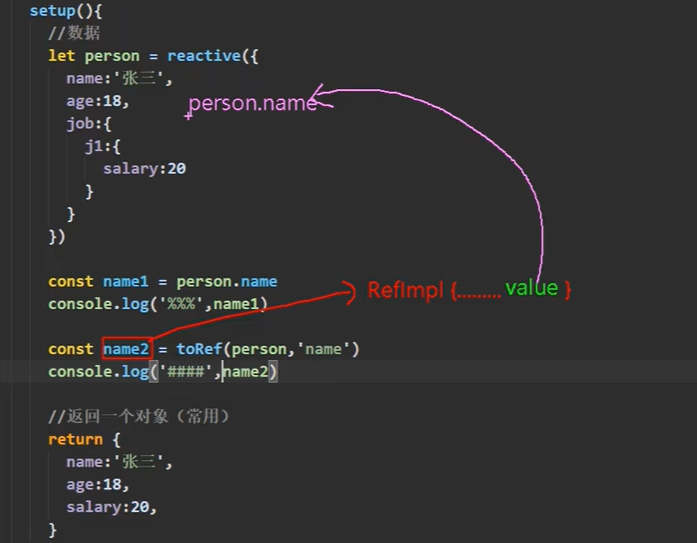 setup(){
//数据
let person = reactive({
name:'张三',
age:18,
person.name
job:{
j1:{
salary:20
}
}
})
const name1 = person.name
console.log('%%%',name1)
RefImpl {......... value }
const name2 = toRef(person,'name')
console.log('####',name2)
//返回一个对象（常用）
return {
name:'张三',
age:18,
salary:20,
}